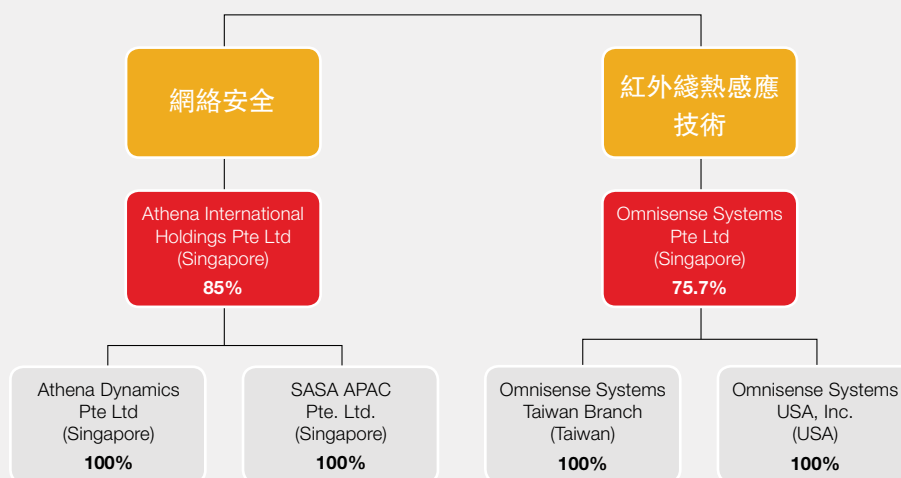 網絡安全
紅外綫熱感應
技術
Athena International
Holdings Pte Ltd
(Singapore)
85%
Omnisense Systems
Pte Ltd
(Singapore)
75.7%
Athena Dynamics
Pte Ltd
(Singapore)
100%
SASA APAC
Pte. Ltd.
(Singapore)
100%
Omnisense Systems
Taiwan Branch
(Taiwan)
100%
Omnisense Systems
USA, Inc.
(USA)
100%